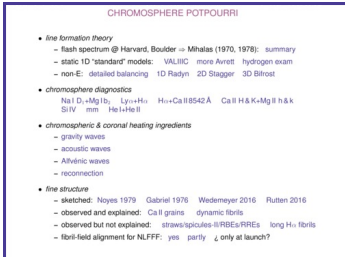 CHROMOSPHERE POTPOURRI
• line formation theory
– flash spectrum @ Harvard, Boulder ⇒ Mihalas (1970, 1978): summary
– static 1D “standard” models: VALIIIC more Avrett hydrogen exam
– non-E: detailed balancing 1D Radyn 2D Stagger 3D Bifrost
• chromosphere diagnostics
Na I D₁+Mg I b₂ Lyα+Hα Hα+Ca II 8542 Å Ca II H & K+Mg II h & k
Si IV mm He I+He II
• chromospheric & coronal heating ingredients
– gravity waves
– acoustic waves
– Alfvénic waves
– reconnection
• fine structure
– sketched: Noyes 1979 Gabriel 1976 Wedemeyer 2016 Rutten 2016
– observed and explained: Ca II grains dynamic fibrils
– observed but not explained: straws/spicules-II/RBEs/RREs long Hα fibrils
– fibril-field alignment for NLFFF: yes partly ¿ only at launch?